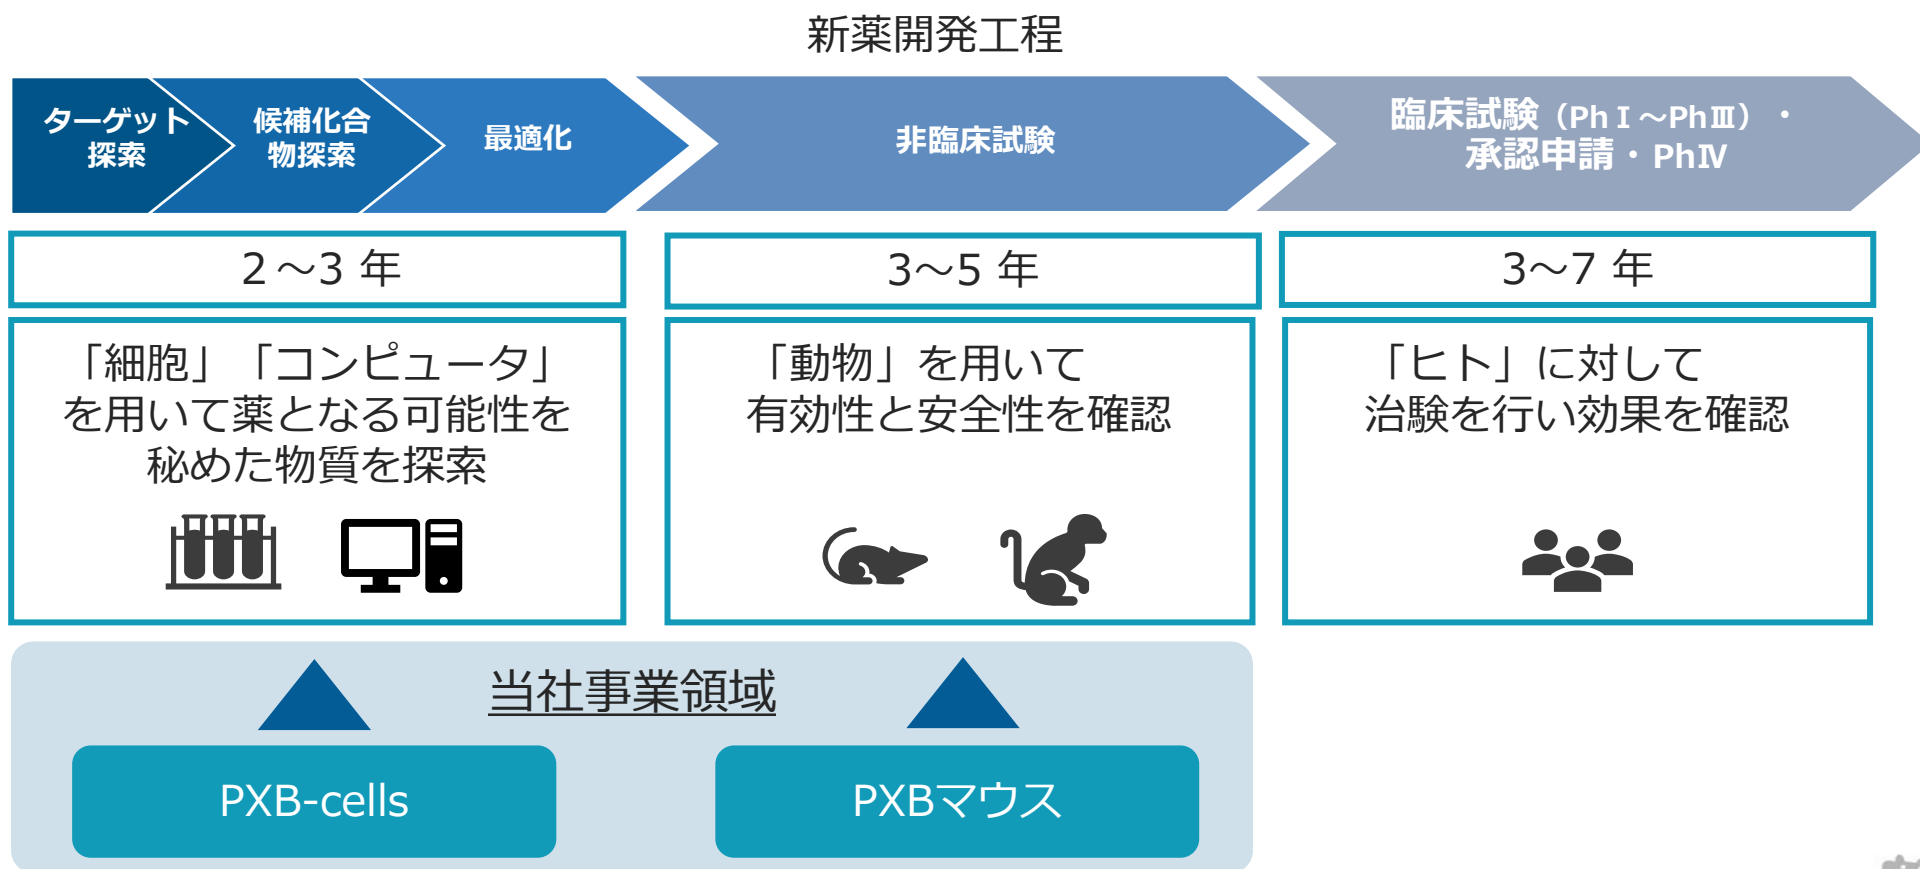 新薬開発工程
ターゲット
探索
候補化合
物探索
最適化
非臨床試験
臨床試験（PhⅠ～PhⅢ）・
承認申請・PhⅣ
2～3 年
3～5 年
3～7 年
「細胞」「コンピュータ」
を用いて薬となる可能性を
秘めた物質を探索
「動物」を用いて
有効性と安全性を確認
「ヒト」に対して
治験を行い効果を確認
当社事業領域
PXB-cells
PXBマウス